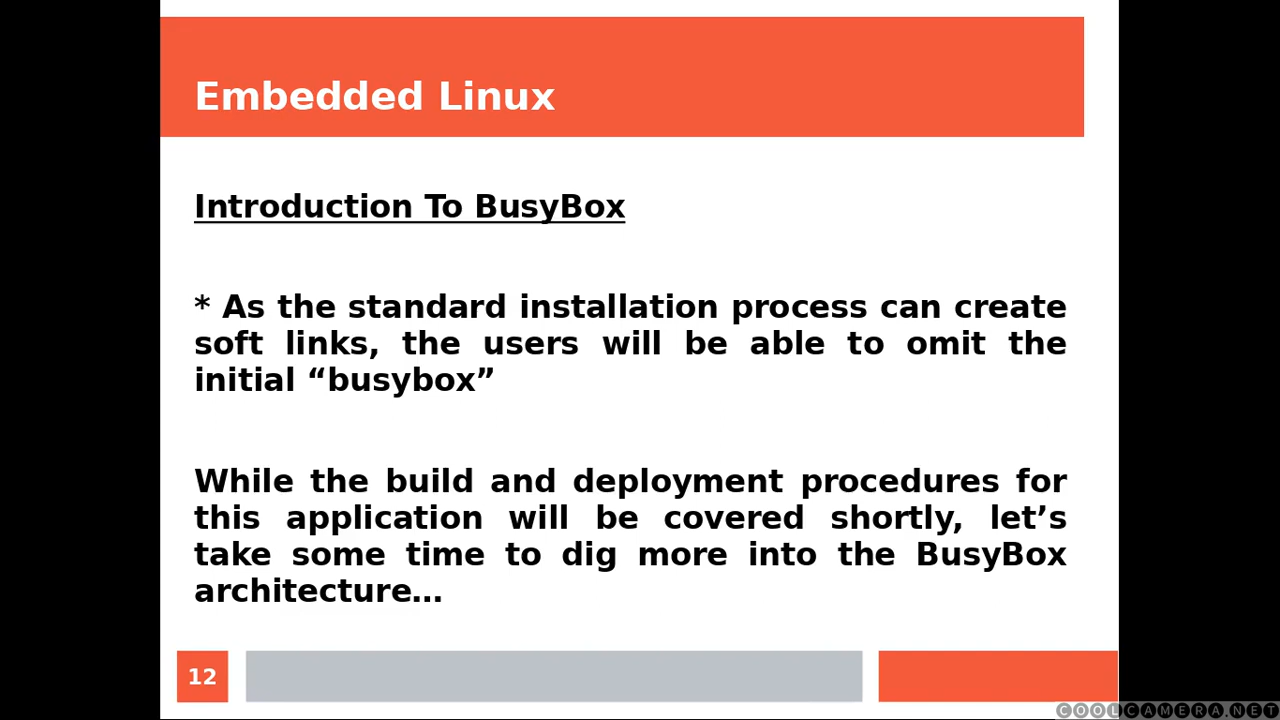 Embedded Linux
Introduction To BusyBox
* As the standard installation process can create
soft links, the users will be able to omit the
initial “busybox”
While the build and deployment procedures for
this application will be covered shortly, let’s
take some time to dig more into the BusyBox
architecture…
12
COOLCAMERA.NET